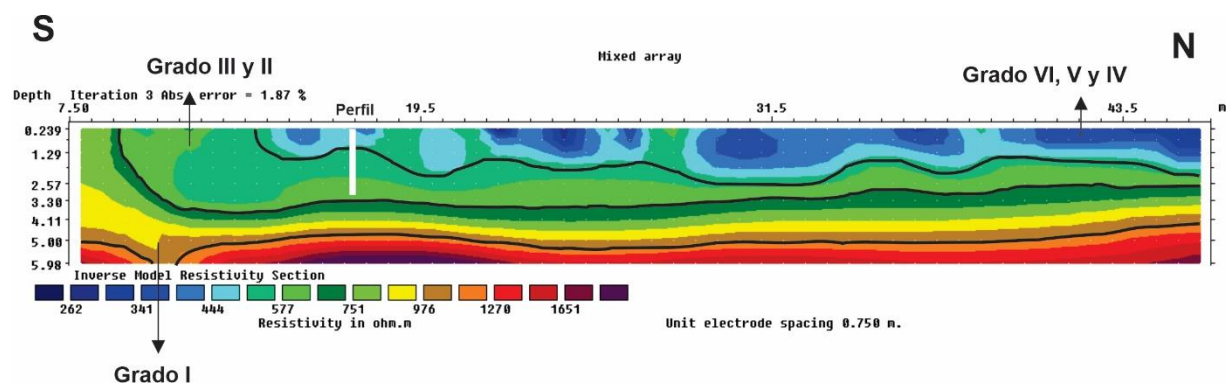 S
N
Grado III y II
Mixed array
Grado VI, V y IV
Depth Iteration 3 Abs. error = 1.87 %
Perfil
7.50 19.5 31.5 43.5 m
0.239
1.29
2.57
3.30
4.11
5.00
5.98
Inverse Model Resistivity Section
262 341 444 577 751 976 1270 1651
Resistivity in ohm.m
Unit electrode spacing 0.750 m.
Grado I